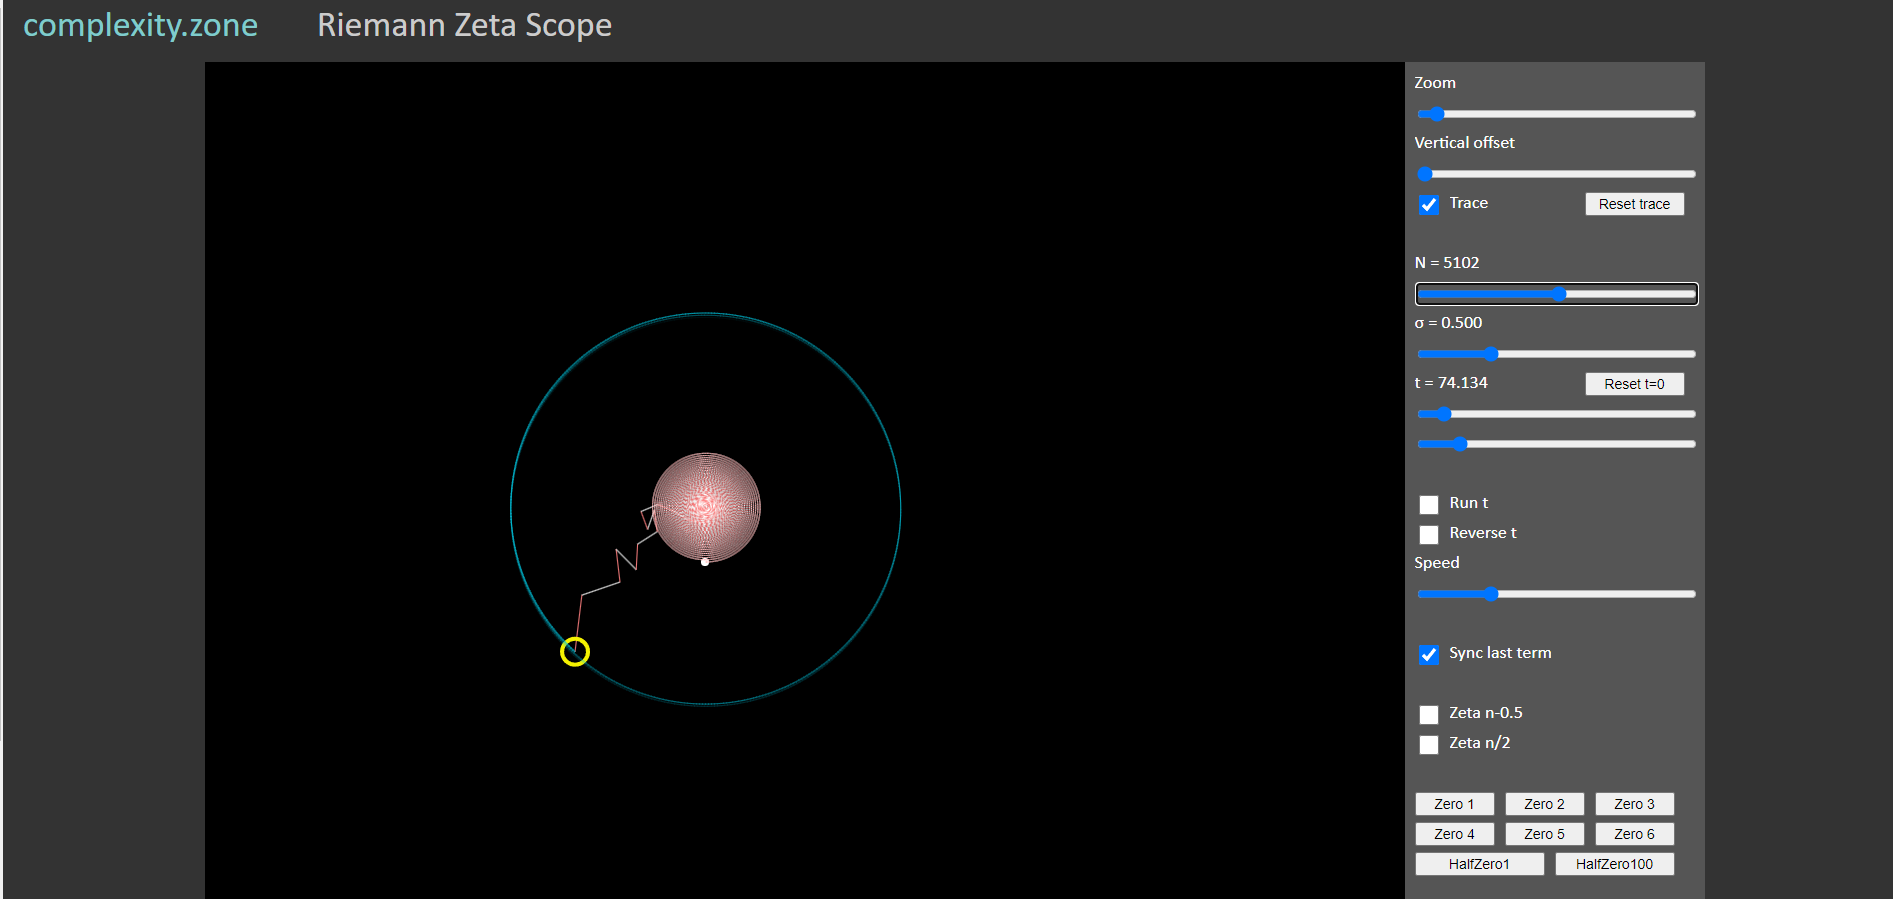 complexity.zone Riemann Zeta Scope
Zoom
Vertical offset
Trace Reset trace
N = 5102
σ = 0.500
t = 74.134 Reset t=0
Run t
Reverse t
Speed
Sync last term
Zeta n-0.5
Zeta n/2
Zero 1 Zero 2 Zero 3
Zero 4 Zero 5 Zero 6
HalfZero1 HalfZero100